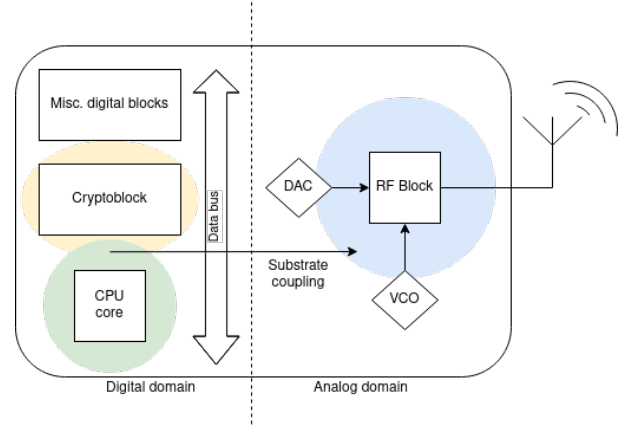 Misc. digital blocks
Cryptoblock
Data bus
CPU
core
DAC
RF Block
Substrate
coupling
VCO
Digital domain
Analog domain